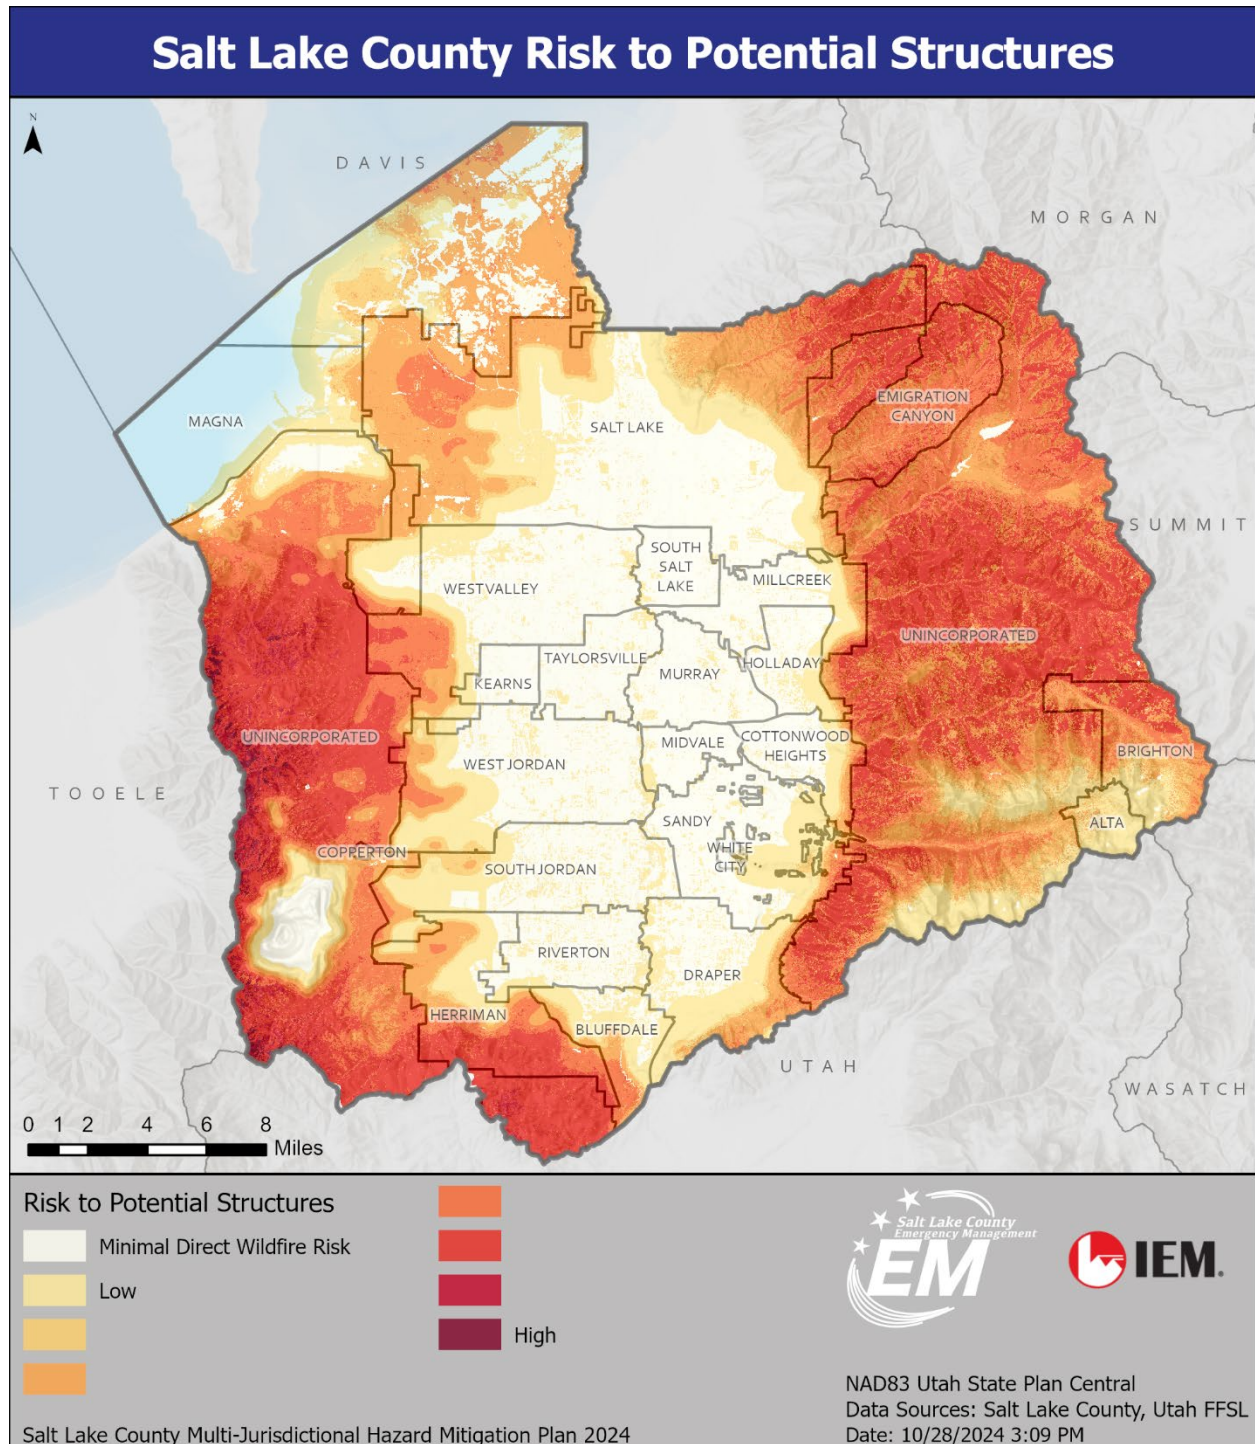 Salt Lake County Risk to Potential Structures
N
DAVIS
MORGAN
EMIGRATION
CANYON
MAGNA
SALT LAKE
SUMMIT
SOUTH
SALT
LAKE
WEST VALLEY
MILLCREEK
UNINCORPORATED
TAYLORSVILLE
HOLLADAY
MURRAY
KEARNS
UNINCORPORATED
MIDVALE
COTTONWOOD
HEIGHTS
BRIGHTON
WEST JORDAN
TOOELE
SANDY
ALTA
WHITE
CITY
COPPERTON
SOUTH JORDAN
RIVERTON
DRAPER
HERRIMAN
BLUFFDALE
UTAH
WASATCH
0 1 2 4 6 8
Miles
Risk to Potential Structures
Minimal Direct Wildfire Risk
Low
High
Salt Lake County
Emergency Management
EM
IEM.
NAD83 Utah State Plan Central
Data Sources: Salt Lake County, Utah FFSL
Salt Lake County Multi-Jurisdictional Hazard Mitigation Plan 2024
Date: 10/28/2024 3:09 PM